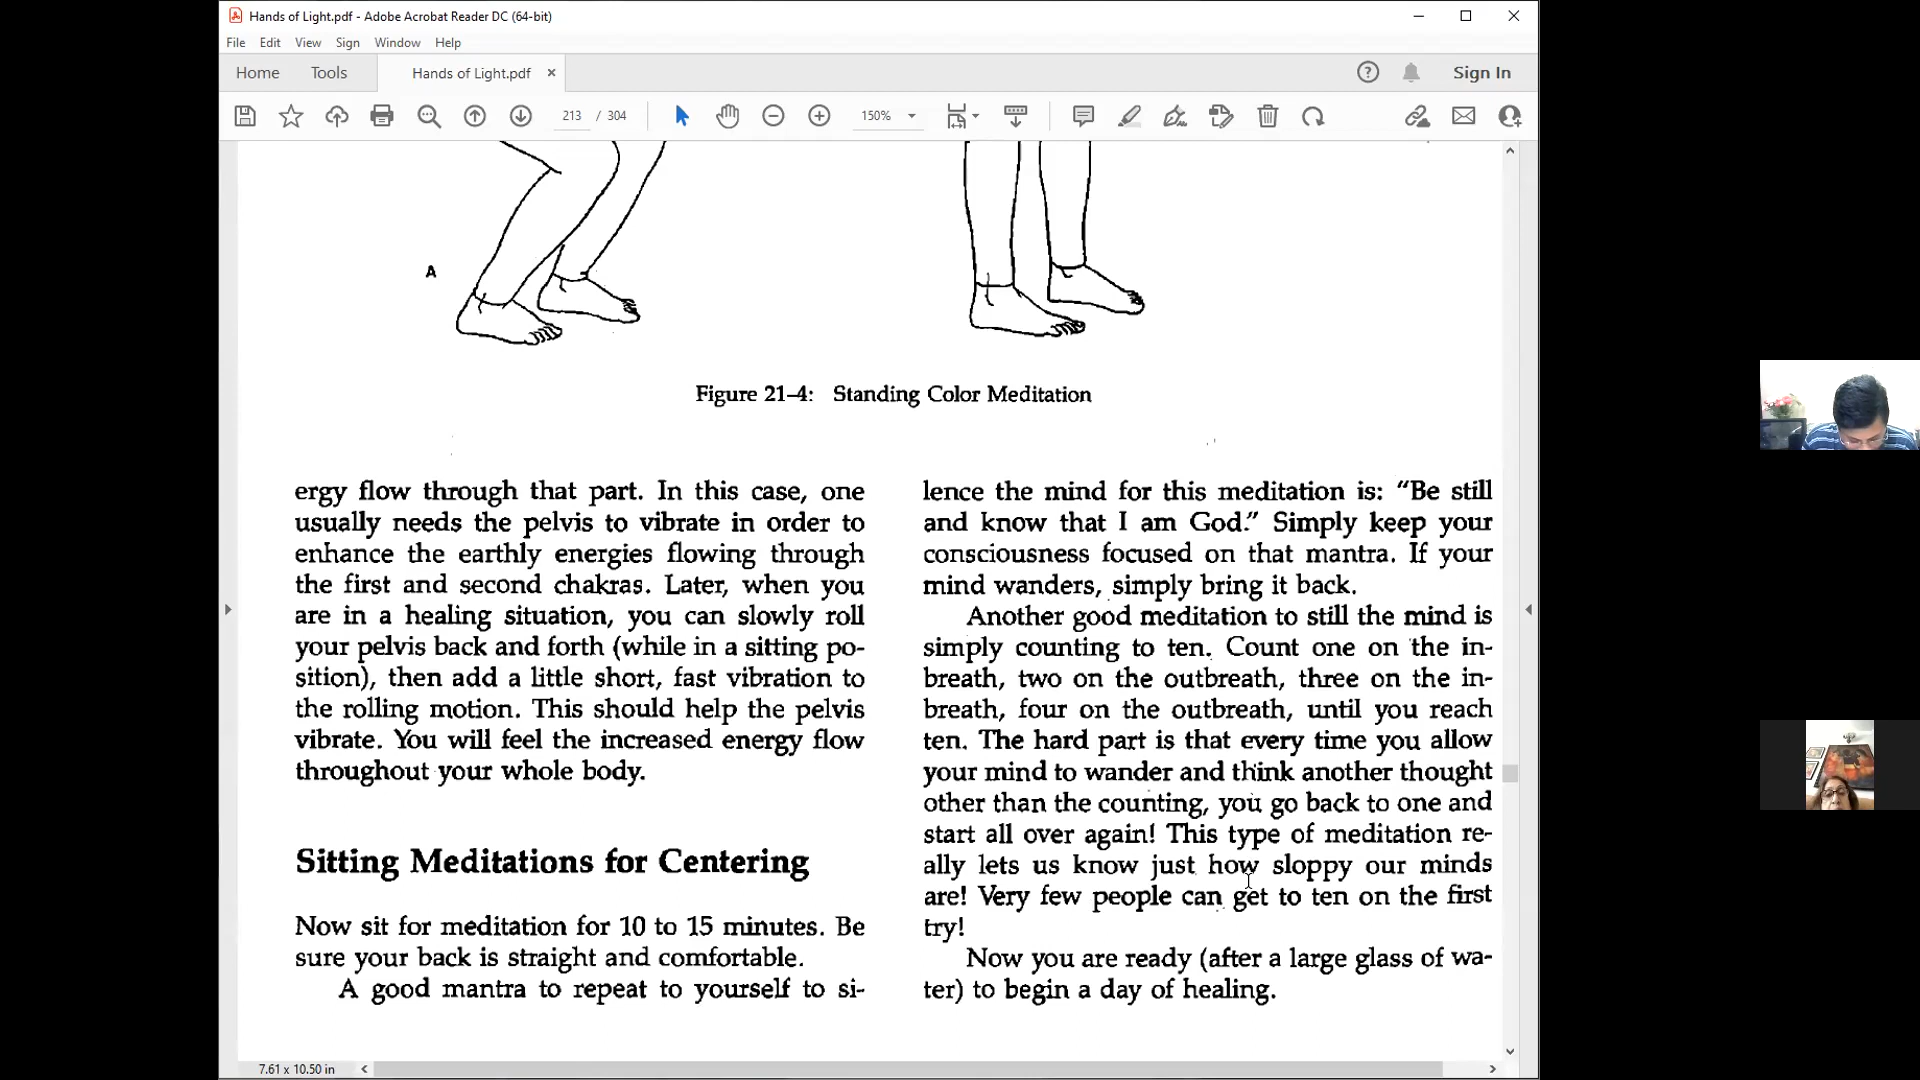 Hands of Light.pdf - Adobe Acrobat Reader DC (64-bit)
File Edit View Sign Window Help
Home Tools Hands of Light.pdf × Sign In
213 / 304 150%
A
Figure 21–4: Standing Color Meditation
ergy flow through that part. In this case, one
usually needs the pelvis to vibrate in order to
enhance the earthly energies flowing through
the first and second chakras. Later, when you
are in a healing situation, you can slowly roll
your pelvis back and forth (while in a sitting po-
sition), then add a little short, fast vibration to
the rolling motion. This should help the pelvis
vibrate. You will feel the increased energy flow
throughout your whole body.
Sitting Meditations for Centering
Now sit for meditation for 10 to 15 minutes. Be
sure your back is straight and comfortable.
A good mantra to repeat to yourself to si-
lence the mind for this meditation is: “Be still
and know that I am God.” Simply keep your
consciousness focused on that mantra. If your
mind wanders, simply bring it back.
Another good meditation to still the mind is
simply counting to ten. Count one on the in-
breath, two on the outbreath, three on the in-
breath, four on the outbreath, until you reach
ten. The hard part is that every time you allow
your mind to wander and think another thought
other than the counting, you go back to one and
start all over again! This type of meditation re-
ally lets us know just how sloppy our minds
are! Very few people can get to ten on the first
try!
Now you are ready (after a large glass of wa-
ter) to begin a day of healing.
7.61 x 10.50 in